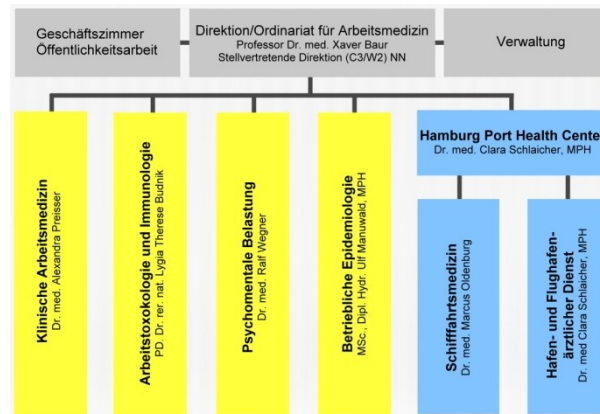 Geschäftszimmer
Öffentlichkeitsarbeit
Direktion/Ordinariat für Arbeitsmedizin
Professor Dr. med. Xaver Baur
Stellvertretende Direktion (C3/W2) NN
Verwaltung
Klinische Arbeitsmedizin
Dr. med. Alexandra Preisser
Arbeitstoxokologie und Immunologie
PD. Dr. rer. nat. Lygia Therese Budnik
Psychomentale Belastung
Dr. med. Ralf Wegner
Betriebliche Epidemiologie
MSc., Dipl. Hydr. Ulf Manuwald, MPH
Hamburg Port Health Center
Dr. med. Clara Schlaicher, MPH
Schifffahrtsmedizin
Dr. med. Marcus Oldenburg
Hafen- und Flughafen-
ärztlicher Dienst
Dr. med Clara Schlaicher, MPH